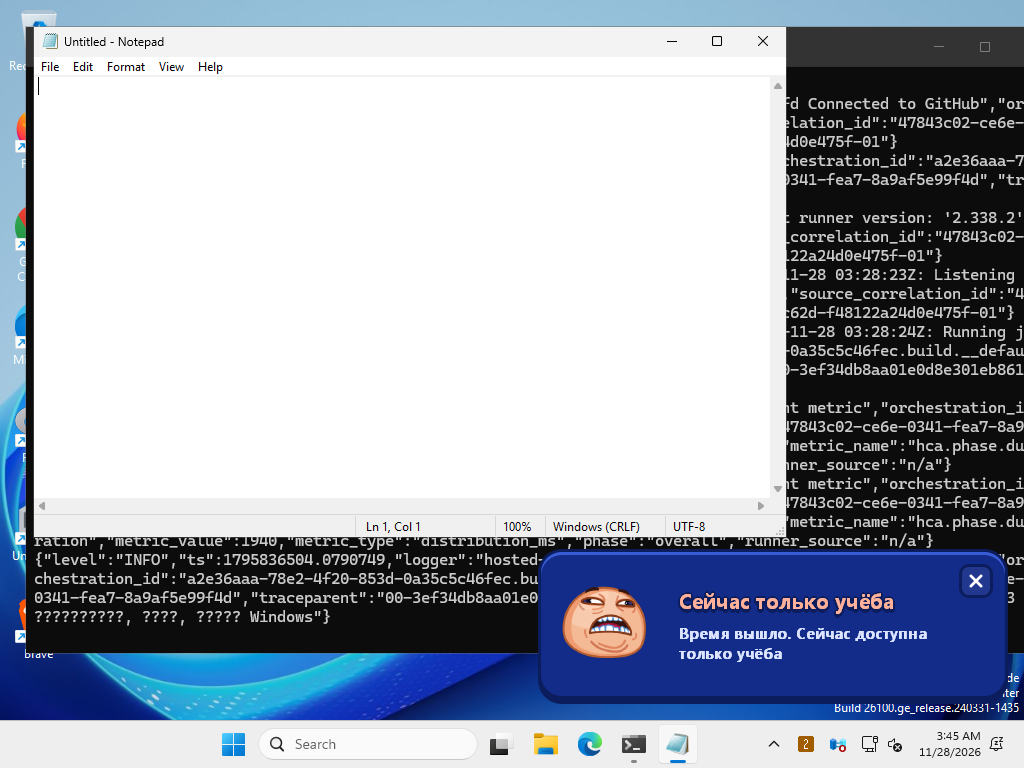 Untitled - Notepad
File Edit Format View Help
fd Connected to GitHub","or
elation_id":"47843c02-ce6e-
4d0e475f-01"}
chestration_id":"a2e36aaa-7
0341-fea7-8a9af5e99f4d","tr
t runner version: '2.338.2'
_correlation_id":"47843c02-
122a24d0e475f-01"}
11-28 03:28:23Z: Listening
,"source_correlation_id":"4
c62d-f48122a24d0e475f-01"}
-11-28 03:28:24Z: Running j
-0a35c5c46fec.build.__defau
0-3ef34db8aa01e0d8e301eb861
nt metric","orchestration_i
47843c02-ce6e-0341-fea7-8a9
"metric_name":"hca.phase.du
nner_source":"n/a"}
nt metric","orchestration_i
47843c02-ce6e-0341-fea7-8a9
"metric_name":"hca.phase.du
Ln 1, Col 1 100% Windows (CRLF) UTF-8
ration","metric_value":1940,"metric_type":"distribution_ms","phase":"overall","runner_source":"n/a"}
{"level":"INFO","ts":1795836504.0790749,"logger":"hosted-
chestration_id":"a2e36aaa-78e2-4f20-853d-0a35c5c46fec.bu
0341-fea7-8a9af5e99f4d","traceparent":"00-3ef34db8aa01e0
??????????, ????, ????? Windows"}
Сейчас только учёба
Время вышло. Сейчас доступна
только учёба
Brave
Build 26100.ge_release.240331-1435
Search
2
3:45 AM
11/28/2026